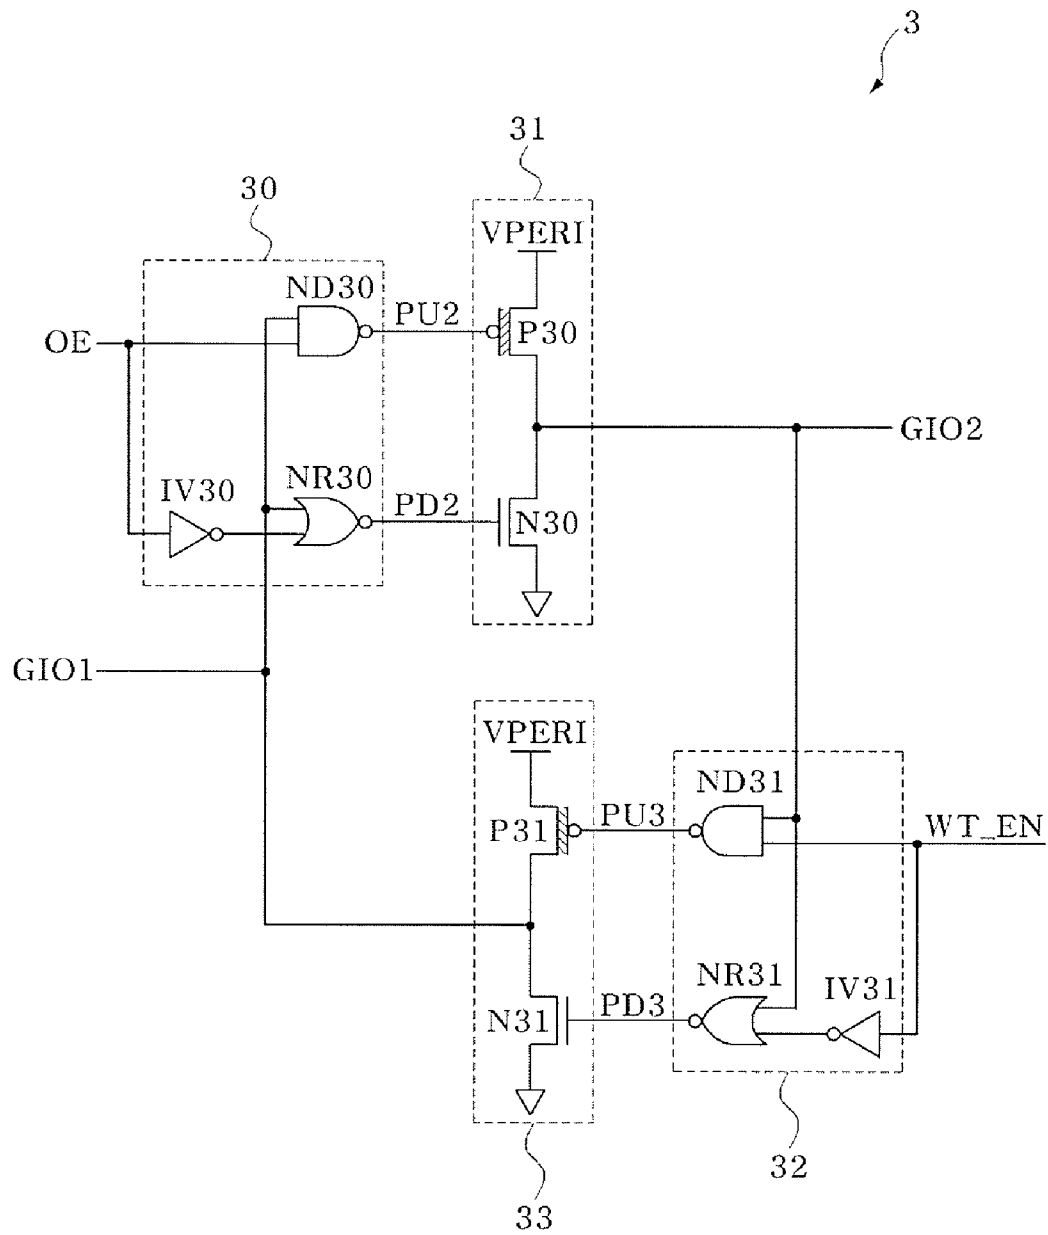 3
31
30
VPERI
ND30
PU2
P30
OE
GIO2
NR30
IV30
PD2
N30
GIO1
VPERI
ND31
PU3
P31
WT_EN
NR31
IV31
PD3
N31
32
33